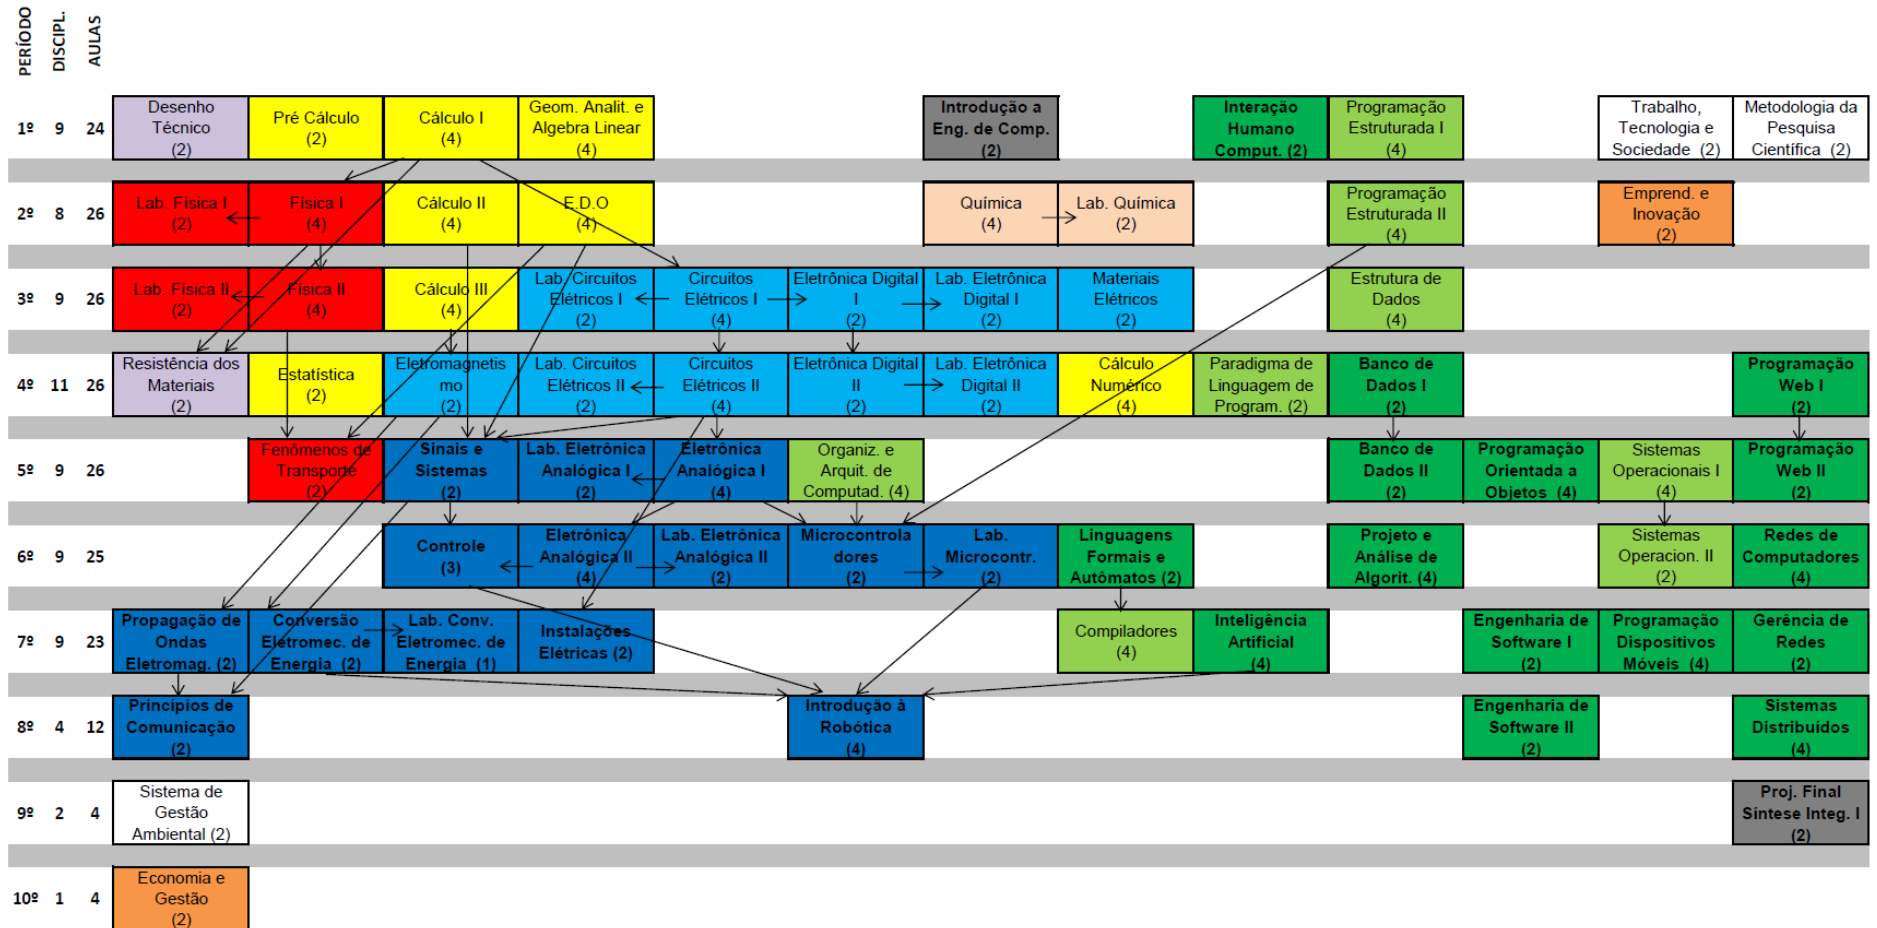 PERÍODO
DISCIPL.
AULAS
1º 9 24
Desenho
Técnico
(2)
Pré Cálculo
(2)
Cálculo I
(4)
Geom. Analit. e
Algebra Linear
(4)
Introdução a
Eng. de Comp.
(2)
Interação
Humano
Comput. (2)
Programação
Estruturada I
(4)
Trabalho,
Tecnologia e
Sociedade (2)
Metodologia da
Pesquisa
Científica (2)
2º 8 26
Lab. Física I
(2)
Física I
(4)
Cálculo II
(4)
E.D.O
(4)
Química
(4)
Lab. Química
(2)
Programação
Estruturada II
(4)
Emprend. e
Inovação
(2)
3º 9 26
Lab. Física II
(2)
Física II
(4)
Cálculo III
(4)
Lab. Circuitos
Elétricos I
(2)
Circuitos
Elétricos I
(4)
Eletrônica Digital
I
(2)
Lab. Eletrônica
Digital I
(2)
Materiais
Elétricos
(2)
Estrutura de
Dados
(4)
4º 11 26
Resistência dos
Materiais
(2)
Estatística
(2)
Eletromagnetis
mo
(2)
Lab. Circuitos
Elétricos II
(2)
Circuitos
Elétricos II
(4)
Eletrônica Digital
II
(2)
Lab. Eletrônica
Digital II
(2)
Cálculo
Numérico
(4)
Paradigma de
Linguagem de
Program. (2)
Banco de
Dados I
(2)
Programação
Web I
(2)
5º 9 26
Fenômenos de
Transporte
(2)
Sinais e
Sistemas
(2)
Lab. Eletrônica
Analógica I
(2)
Eletrônica
Analógica I
(4)
Organiz. e
Arquit. de
Computad. (4)
Banco de
Dados II
(2)
Programação
Orientada a
Objetos (4)
Sistemas
Operacionais I
(4)
Programação
Web II
(2)
6º 9 25
Controle
(3)
Eletrônica
Analógica II
(4)
Lab. Eletrônica
Analógica II
(2)
Microcontrola
dores
(2)
Lab.
Microcontr.
(2)
Linguagens
Formais e
Autômatos (2)
Projeto e
Análise de
Algorit. (4)
Sistemas
Operacion. II
(2)
Redes de
Computadores
(4)
7º 9 23
Propagação de
Ondas
Eletromag. (2)
Conversão
Eletromec. de
Energia (2)
Lab. Conv.
Eletromec. de
Energia (1)
Instalações
Elétricas (2)
Compiladores
(4)
Inteligência
Artificial
(4)
Engenharia de
Software I
(2)
Programação
Dispositivos
Móveis (4)
Gerência de
Redes
(2)
8º 4 12
Princípios de
Comunicação
(2)
Introdução à
Robótica
(4)
Engenharia de
Software II
(2)
Sistemas
Distribuídos
(4)
9º 2 4
Sistema de
Gestão
Ambiental (2)
Proj. Final
Síntese Integ. I
(2)
10º 1 4
Economia e
Gestão
(2)